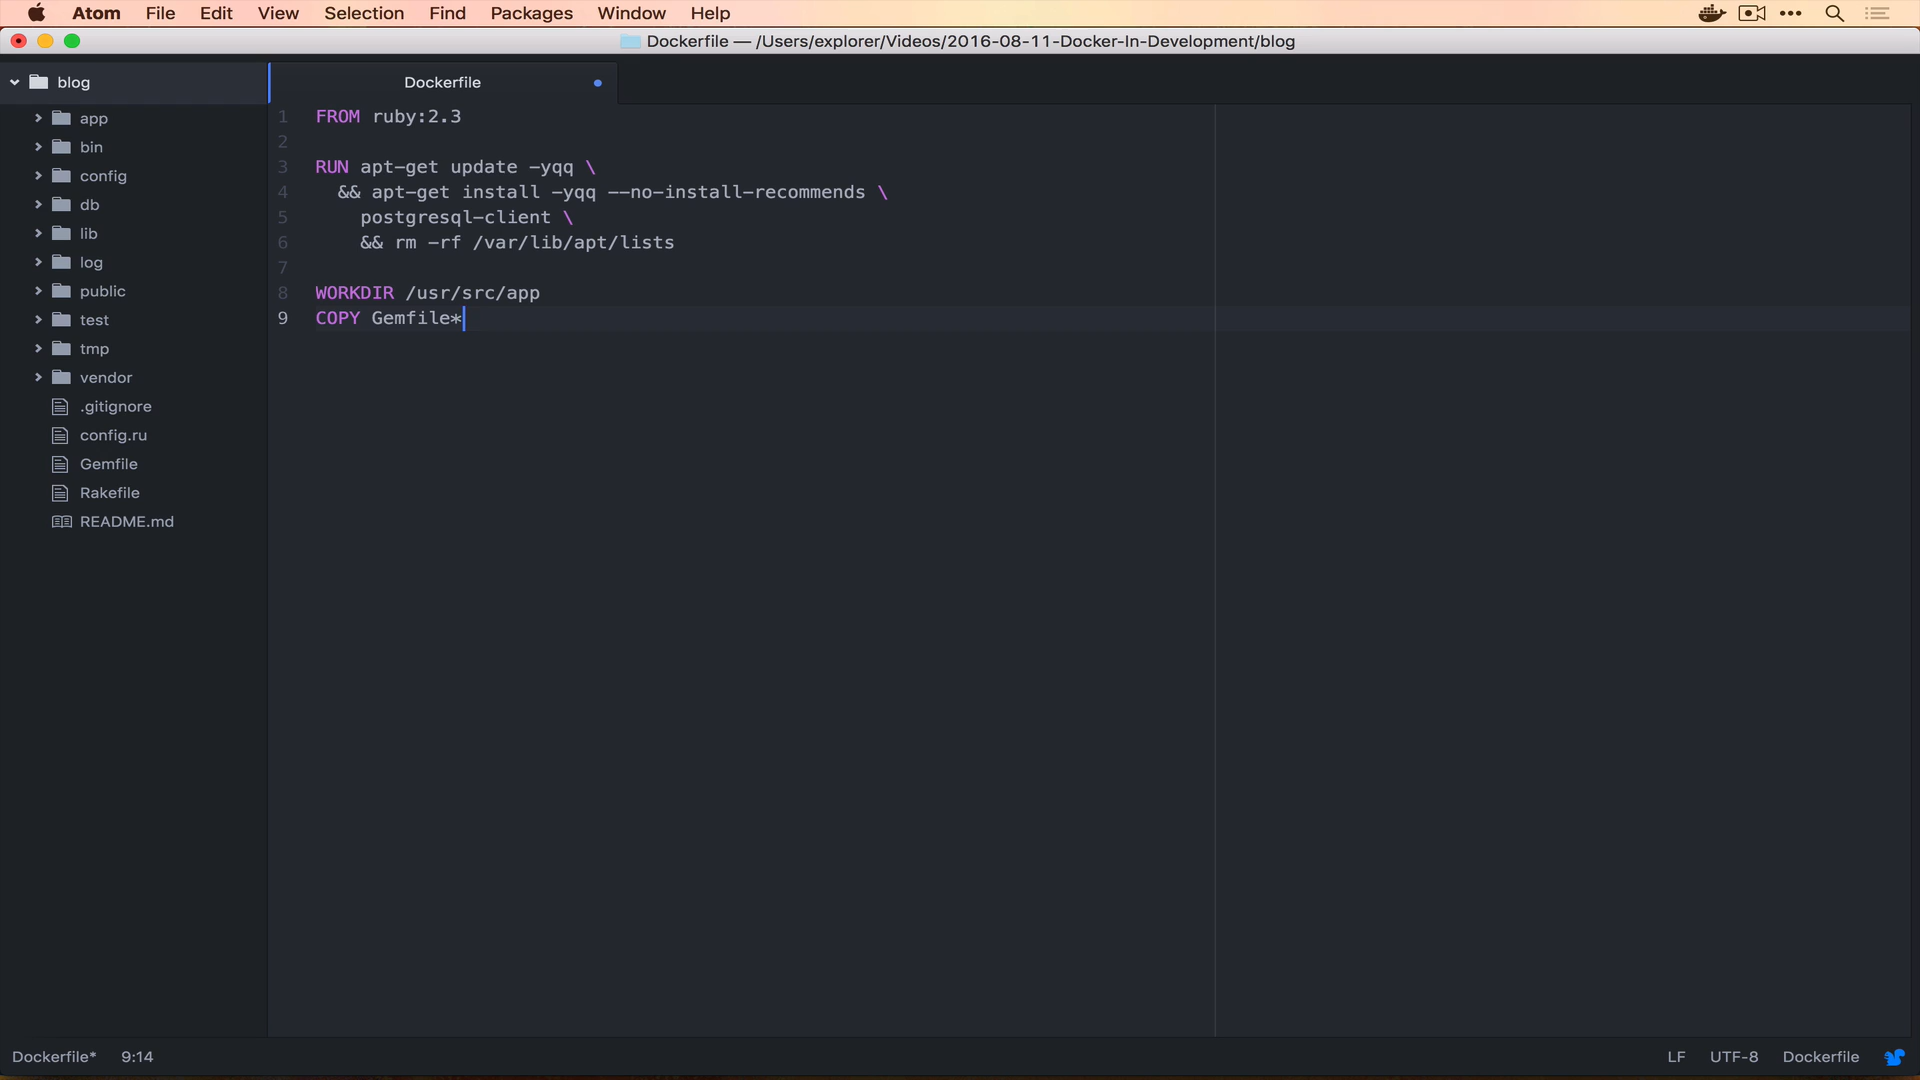 Atom File Edit View Selection Find Packages Window Help
Dockerfile — /Users/explorer/Videos/2016-08-11-Docker-In-Development/blog
blog
app
bin
config
db
lib
log
public
test
tmp
vendor
.gitignore
config.ru
Gemfile
Rakefile
README.md
Dockerfile
1 FROM ruby:2.3
2
3 RUN apt-get update -yqq \
4 && apt-get install -yqq --no-install-recommends \
5 postgresql-client \
6 && rm -rf /var/lib/apt/lists
7
8 WORKDIR /usr/src/app
9 COPY Gemfile*
Dockerfile* 9:14 LF UTF-8 Dockerfile